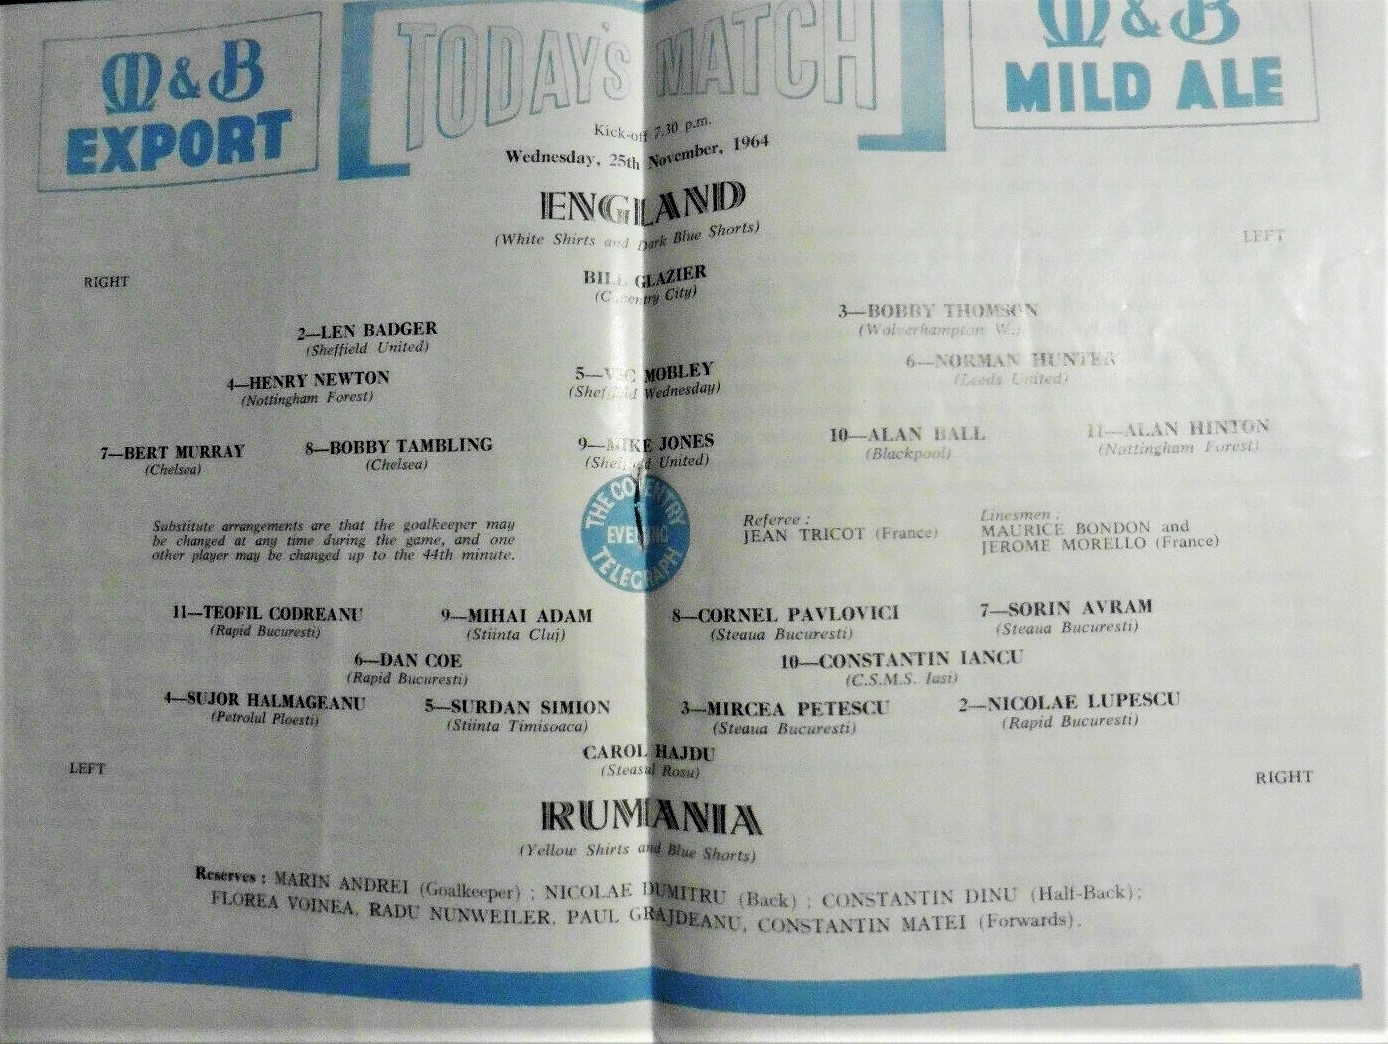 M&B
EXPORT
TODAY'S MATCH
M&B
MILD ALE
Kick-off 7.30 p.m.
Wednesday, 25th November, 1964
ENGLAND
(White Shirts and Dark Blue Shorts)
LEFT
RIGHT
BILL GLAZIER
(Coventry City)
2—LEN BADGER
(Sheffield United)
3—BOBBY THOMSON
(Wolverhampton W.)
4—HENRY NEWTON
(Nottingham Forest)
5—VIC MOBLEY
(Sheffield Wednesday)
6—NORMAN HUNTER
(Leeds United)
7—BERT MURRAY
(Chelsea)
8—BOBBY TAMBLING
(Chelsea)
9—MIKE JONES
(Sheffield United)
10—ALAN BALL
(Blackpool)
11—ALAN HINTON
(Nottingham Forest)
Substitute arrangements are that the goalkeeper may
be changed at any time during the game, and one
other player may be changed up to the 44th minute.
THE COVENTRY
EVENING
TELEGRAPH
Referee :
JEAN TRICOT (France)
Linesmen :
MAURICE BONDON and
JEROME MORELLO (France)
11—TEOFIL CODREANU
(Rapid Bucuresti)
9—MIHAI ADAM
(Stiinta Cluj)
8—CORNEL PAVLOVICI
(Steaua Bucuresti)
7—SORIN AVRAM
(Steaua Bucuresti)
6—DAN COE
(Rapid Bucuresti)
10—CONSTANTIN IANCU
(C.S.M.S. Iasi)
4—SUJOR HALMAGEANU
(Petrolul Ploesti)
5—SURDAN SIMION
(Stiinta Timisoaca)
3—MIRCEA PETESCU
(Steaua Bucuresti)
2—NICOLAE LUPESCU
(Rapid Bucuresti)
CAROL HAJDU
(Steasul Rosu)
LEFT
RIGHT
RUMANIA
(Yellow Shirts and Blue Shorts)
Reserves : MARIN ANDREI (Goalkeeper) ; NICOLAE DUMITRU (Back) ; CONSTANTIN DINU (Half-Back);
FLOREA VOINEA, RADU NUNWEILER, PAUL GRAJDEANU, CONSTANTIN MATEI (Forwards).